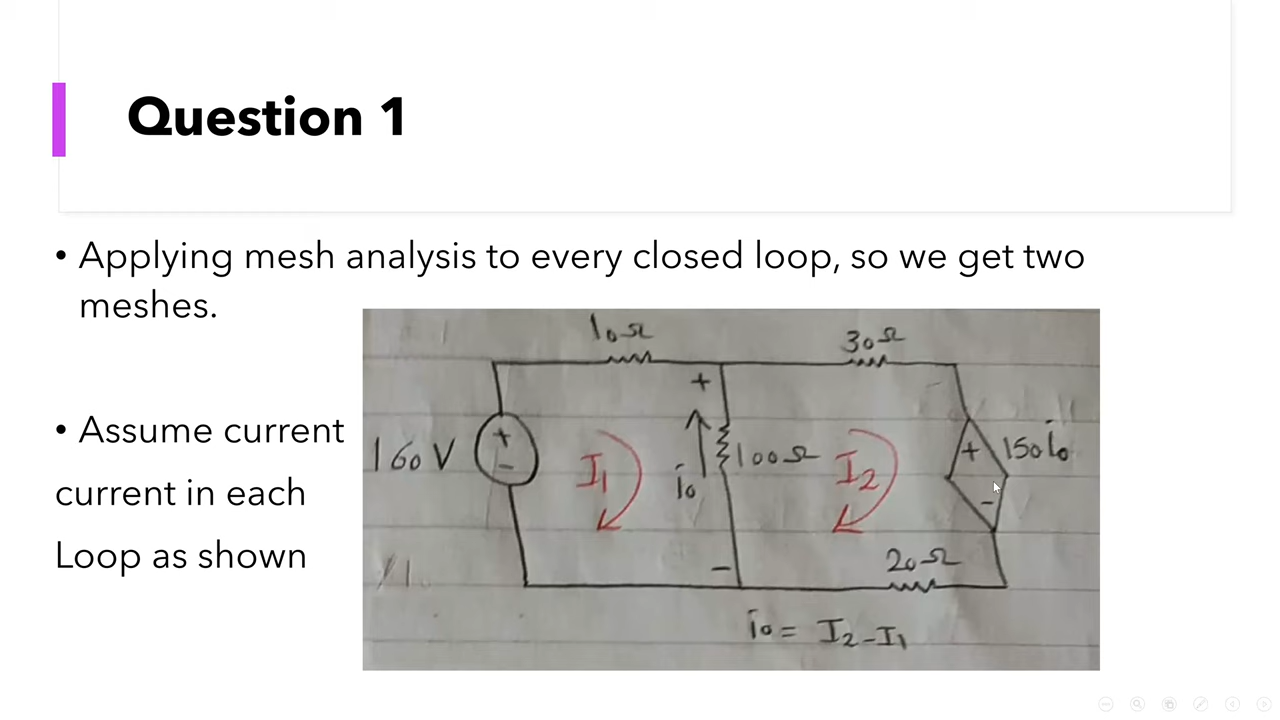 Question 1
• Applying mesh analysis to every closed loop, so we get two
meshes.
• Assume current
current in each
Loop as shown
10Ω
30Ω
160V
+
-
I1
+
i0
-
100Ω
I2
+
-
150i0
20Ω
i0 = I2-I1